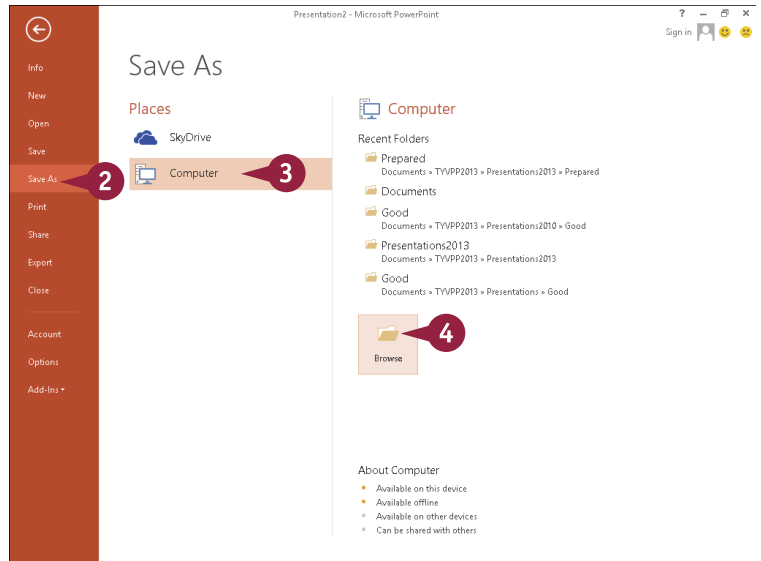 Presentation2 - Microsoft PowerPoint
?
Sign in
Info
New
Open
Save
Save As
Print
Share
Export
Close
Account
Options
Add-Ins
Save As
Places
SkyDrive
Computer
2
3
Computer
Recent Folders
Prepared
Documents » TYVPP2013 » Presentations2013 » Prepared
Documents
Good
Documents » TYVPP2013 » Presentations2010 » Good
Presentations2013
Documents » TYVPP2013 » Presentations2013
Good
Documents » TYVPP2013 » Presentations » Good
4
Browse
About Computer
Available on this device
Available offline
Available on other devices
Can be shared with others